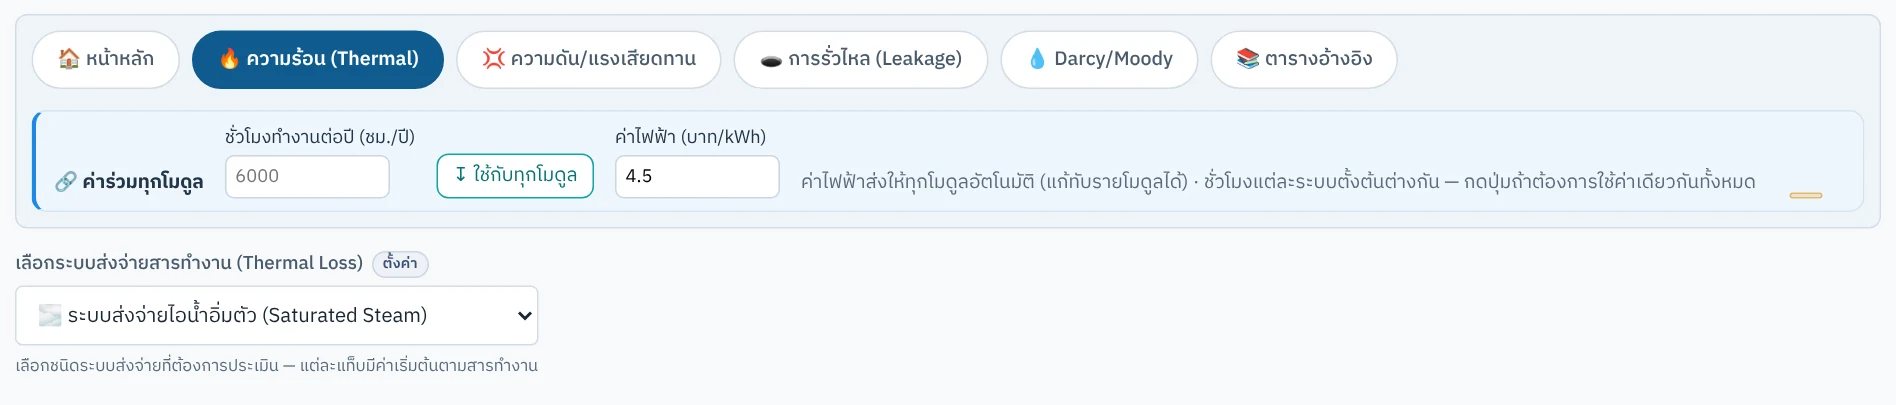 🏠 หน้าหลัก 🔥 ความร้อน (Thermal) 💢 ความดัน/แรงเสียดทาน 🕳️ การรั่วไหล (Leakage) 💧 Darcy/Moody 📚 ตารางอ้างอิง
🔗 ค่าร่วมทุกโมดูล
ชั่วโมงทำงานต่อปี (ชม./ปี)
6000
↧ ใช้กับทุกโมดูล
ค่าไฟฟ้า (บาท/kWh)
4.5
ค่าไฟฟ้าส่งให้ทุกโมดูลอัตโนมัติ (แก้ทับรายโมดูลได้) · ชั่วโมงแต่ละระบบตั้งต้นต่างกัน — กดปุ่มถ้าต้องการใช้ค่าเดียวกันทั้งหมด
เลือกระบบส่งจ่ายสารทำงาน (Thermal Loss) ตั้งค่า
🌫️ ระบบส่งจ่ายไอน้ำอิ่มตัว (Saturated Steam)
เลือกชนิดระบบส่งจ่ายที่ต้องการประเมิน — แต่ละแท็บมีค่าเริ่มต้นตามสารทำงาน